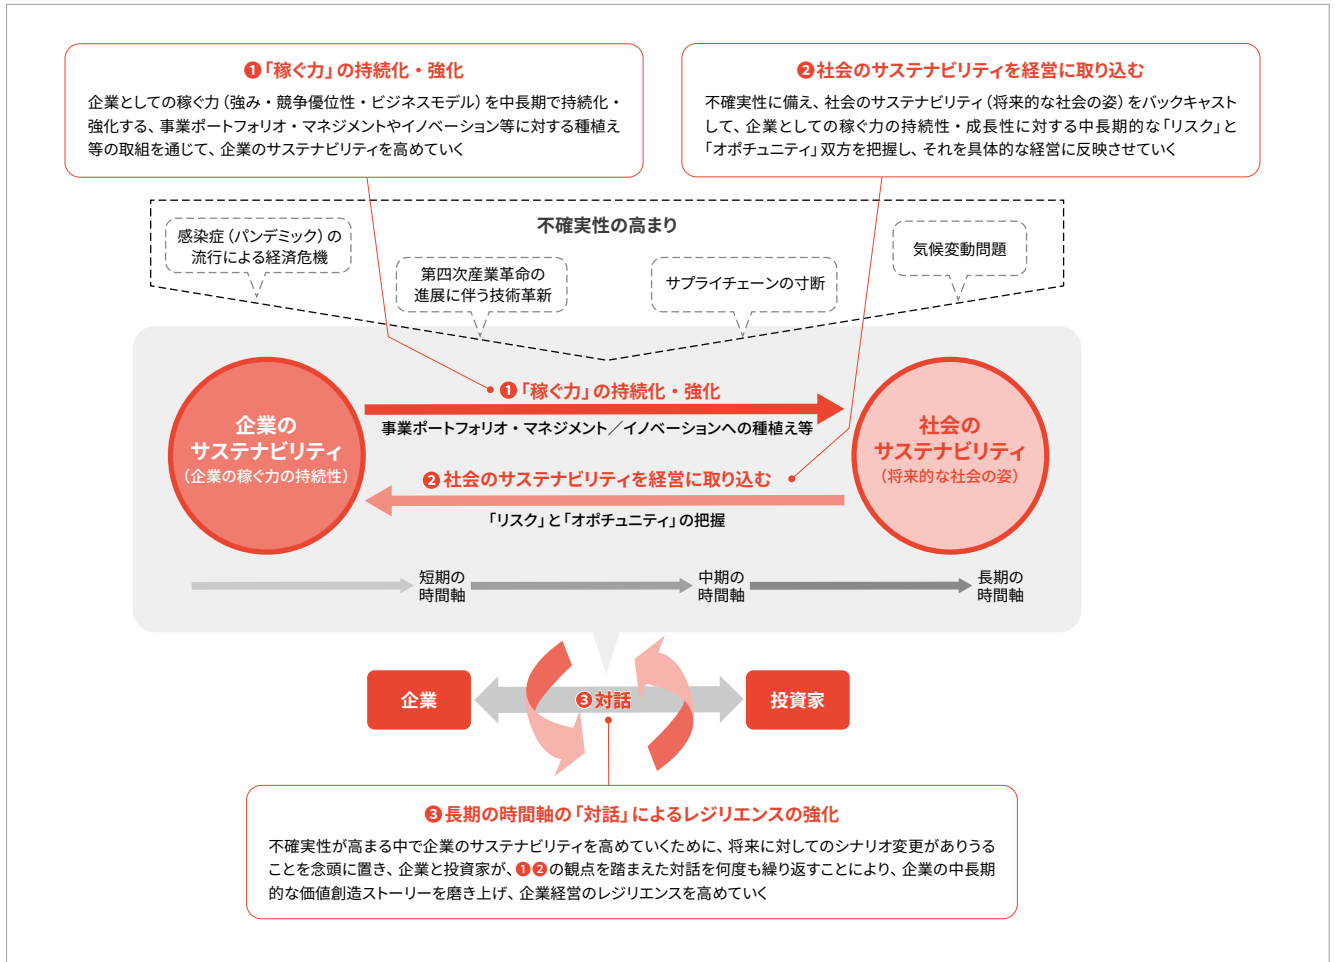 ❶「稼ぐ力」の持続化・強化
企業としての稼ぐ力（強み・競争優位性・ビジネスモデル）を中長期で持続化・
強化する、事業ポートフォリオ・マネジメントやイノベーション等に対する種植え
等の取組を通じて、企業のサステナビリティを高めていく
❷社会のサステナビリティを経営に取り込む
不確実性に備え、社会のサステナビリティ（将来的な社会の姿）をバックキャスト
して、企業としての稼ぐ力の持続性・成長性に対する中長期的な「リスク」と
「オポチュニティ」双方を把握し、それを具体的な経営に反映させていく
不確実性の高まり
感染症（パンデミック）の
流行による経済危機
第四次産業革命の
進展に伴う技術革新
サプライチェーンの寸断
気候変動問題
企業の
サステナビリティ
（企業の稼ぐ力の持続性）
❶「稼ぐ力」の持続化・強化
事業ポートフォリオ・マネジメント／イノベーションへの種植え等
❷社会のサステナビリティを経営に取り込む
「リスク」と「オポチュニティ」の把握
社会の
サステナビリティ
（将来的な社会の姿）
短期の
時間軸
中期の
時間軸
長期の
時間軸
企業
❸対話
投資家
❸長期の時間軸の「対話」によるレジリエンスの強化
不確実性が高まる中で企業のサステナビリティを高めていくために、将来に対してのシナリオ変更がありうる
ことを念頭に置き、企業と投資家が、❶❷の観点を踏まえた対話を何度も繰り返すことにより、企業の中長期
的な価値創造ストーリーを磨き上げ、企業経営のレジリエンスを高めていく